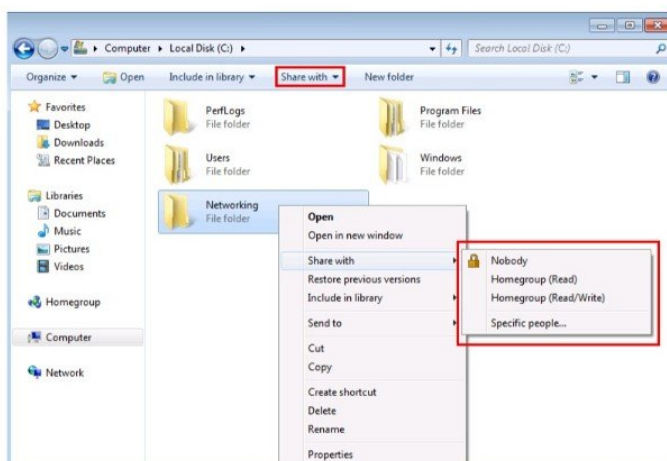 Computer ▸ Local Disk (C:) ▸
Search Local Disk (C:)
Organize ▾ Open Include in library ▾ Share with ▾ New folder
Favorites
Desktop
Downloads
Recent Places
Libraries
Documents
Music
Pictures
Videos
Homegroup
Computer
Network
PerfLogs
File folder
Program Files
File folder
Users
File folder
Windows
File folder
Networking
File folder
Open
Open in new window
Share with
Restore previous versions
Include in library
Send to
Cut
Copy
Create shortcut
Delete
Rename
Properties
Nobody
Homegroup (Read)
Homegroup (Read/Write)
Specific people...